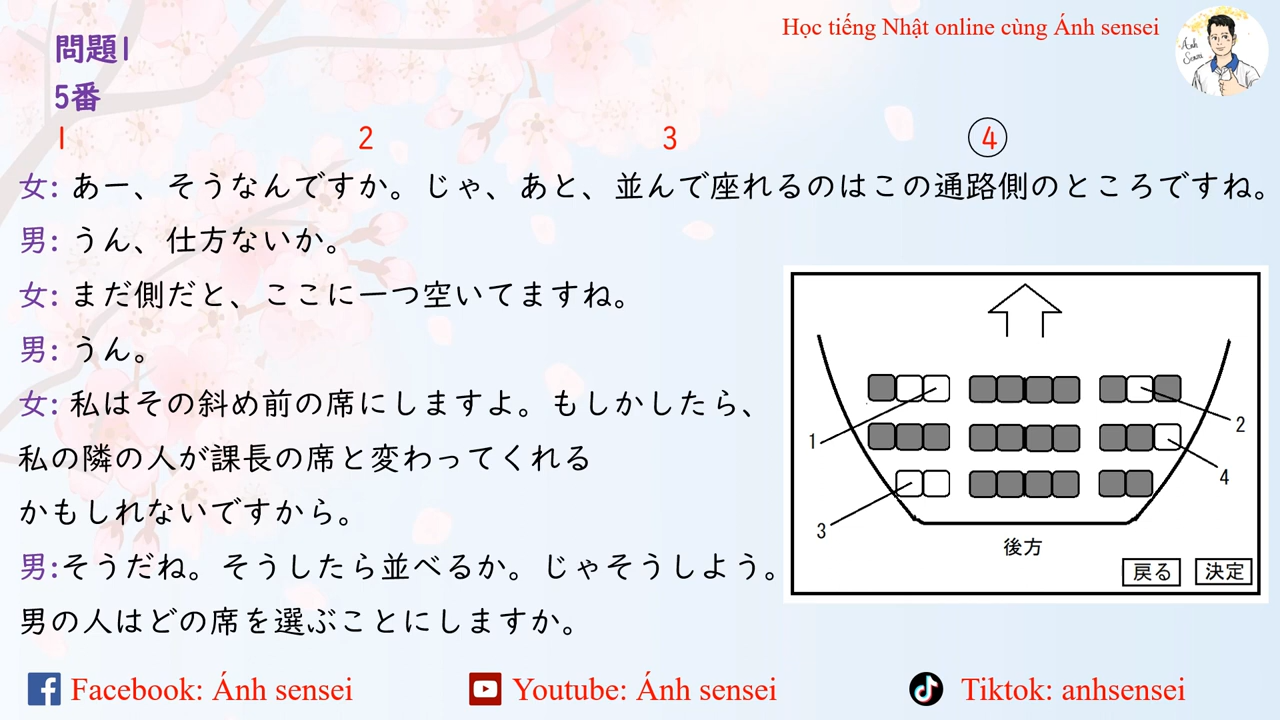 Học tiếng Nhật online cùng Ánh sensei
Ánh
Sensei
問題1
5番
1 2 3 4
女: あー、そうなんですか。じゃ、あと、並んで座れるのはこの通路側のところですね。
男: うん、仕方ないか。
女: まだ側だと、ここに一つ空いてますね。
男: うん。
女: 私はその斜め前の席にしますよ。もしかしたら、
私の隣の人が課長の席と変わってくれる
かもしれないですから。
男:そうだね。そうしたら並べるか。じゃそうしよう。
男の人はどの席を選ぶことにしますか。
1
2
3
4
後方
戻る
決定
Facebook: Ánh sensei
Youtube: Ánh sensei
Tiktok: anhsensei